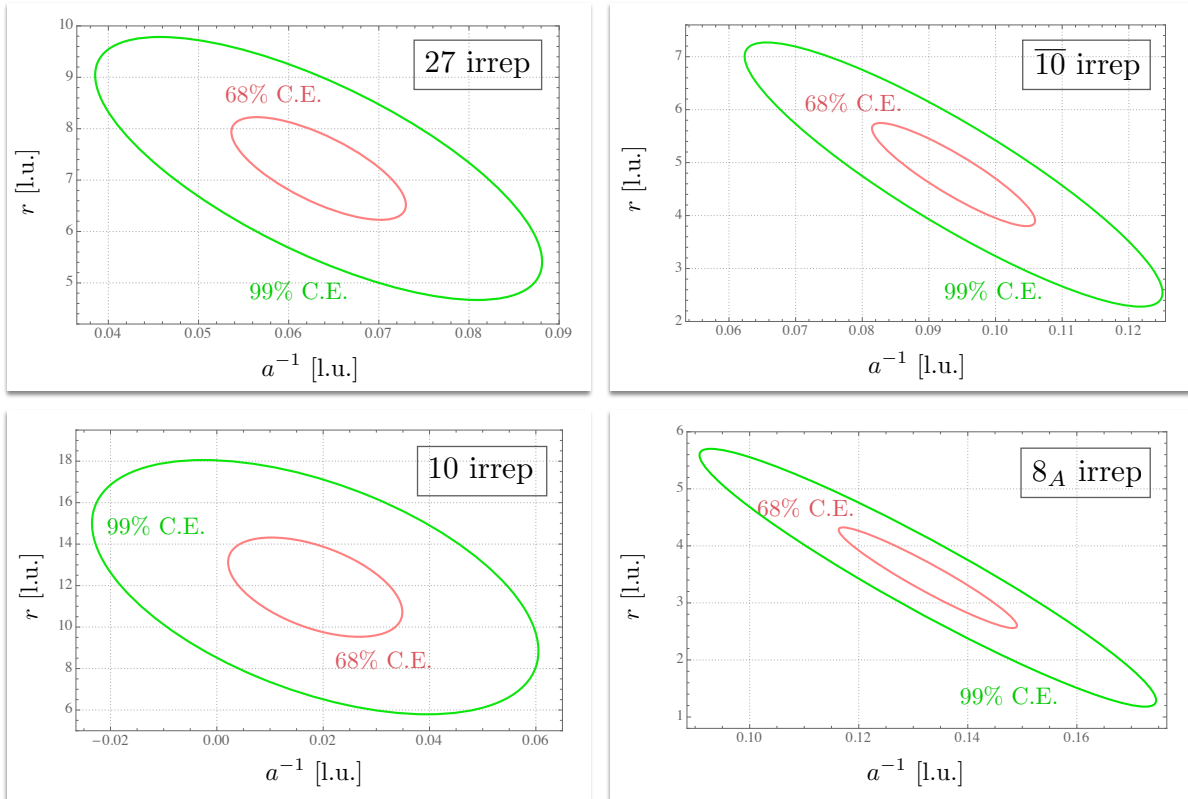 27 irrep
68% C.E.
99% C.E.
r [l.u.]
10
9
8
7
6
5
0.04 0.05 0.06 0.07 0.08 0.09
a⁻¹ [l.u.]
1̅0̅ irrep
68% C.E.
99% C.E.
r [l.u.]
7
6
5
4
3
2
0.06 0.07 0.08 0.09 0.10 0.11 0.12
a⁻¹ [l.u.]
10 irrep
99% C.E.
68% C.E.
r [l.u.]
18
16
14
12
10
8
6
−0.02 0.00 0.02 0.04 0.06
a⁻¹ [l.u.]
8_A irrep
68% C.E.
99% C.E.
r [l.u.]
6
5
4
3
2
1
0.10 0.12 0.14 0.16
a⁻¹ [l.u.]